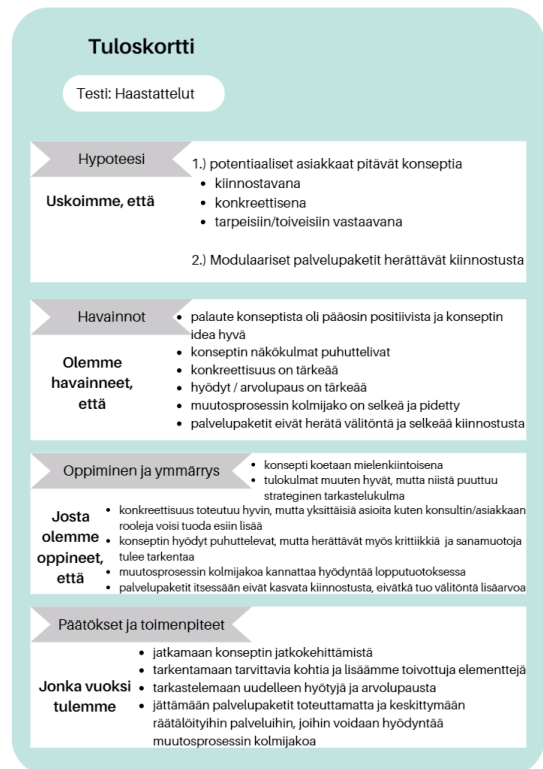 Tuloskortti
Testi: Haastattelut
Hypoteesi
Uskoimme, että
1.) potentiaaliset asiakkaat pitävät konseptia
• kiinnostavana
• konkreettisena
• tarpeisiin/toiveisiin vastaavana
2.) Modulaariset palvelupaketit herättävät kiinnostusta
Havainnot
Olemme
havainneet,
että
• palaute konseptista oli pääosin positiivista ja konseptin
idea hyvä
• konseptin näkökulmat puhuttelivat
• konkreettisuus on tärkeää
• hyödyt / arvolupaus on tärkeää
• muutosprosessin kolmijako on selkeä ja pidetty
• palvelupaketit eivät herätä välitöntä ja selkeää kiinnostusta
Oppiminen ja ymmärrys
Josta
olemme
oppineet,
että
• konsepti koetaan mielenkiintoisena
• tulokulmat muuten hyvät, mutta niistä puuttuu
strateginen tarkastelukulma
• konkreettisuus toteutuu hyvin, mutta yksittäisiä asioita kuten konsultin/asiakkaan
rooleja voisi tuoda esiin lisää
• konseptin hyödyt puhuttelevat, mutta herättävät myös krittiikkiä ja sanamuotoja
tulee tarkentaa
• muutosprosessin kolmijakoa kannattaa hyödyntää lopputuotoksessa
• palvelupaketit itsessään eivät kasvata kiinnostusta, eivätkä tuo välitöntä lisäarvoa
Päätökset ja toimenpiteet
Jonka vuoksi
tulemme
• jatkamaan konseptin jatkokehittämistä
• tarkentamaan tarvittavia kohtia ja lisäämme toivottuja elementtejä
• tarkastelemaan uudelleen hyötyjä ja arvolupausta
• jättämään palvelupaketit toteuttamatta ja keskittymään
räätälöityihin palveluihin, joihin voidaan hyödyntää
muutosprosessin kolmijakoa